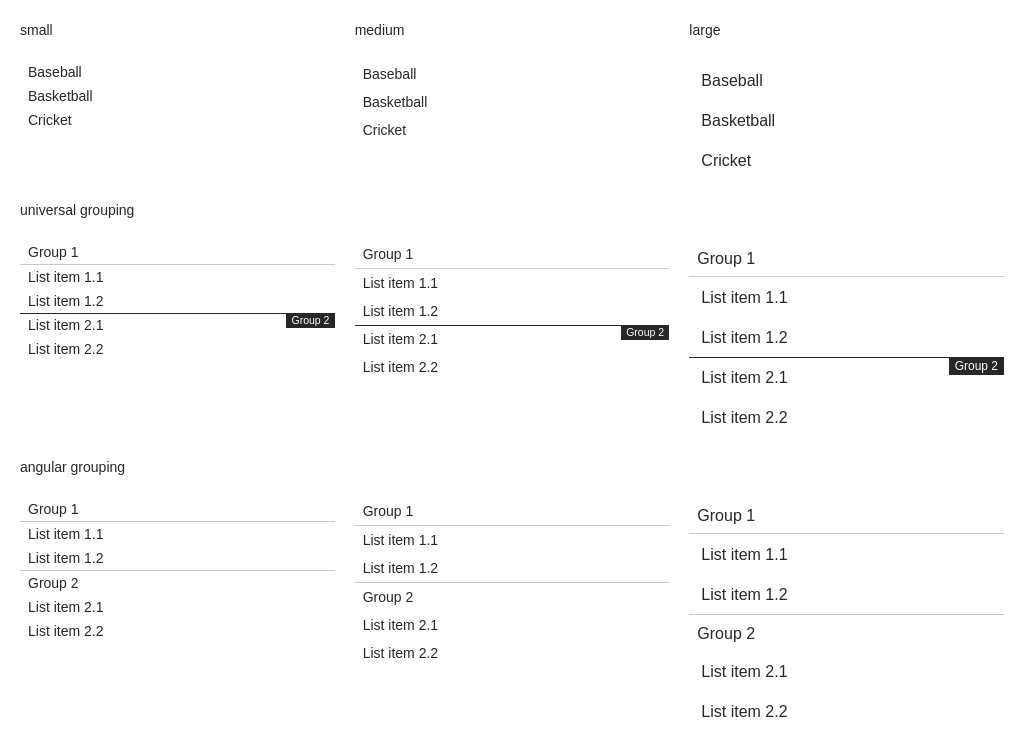 small
Baseball
Basketball
Cricket
medium
Baseball
Basketball
Cricket
large
Baseball
Basketball
Cricket
universal grouping
Group 1
List item 1.1
List item 1.2
Group 2
List item 2.1
List item 2.2
Group 1
List item 1.1
List item 1.2
Group 2
List item 2.1
List item 2.2
Group 1
List item 1.1
List item 1.2
Group 2
List item 2.1
List item 2.2
angular grouping
Group 1
List item 1.1
List item 1.2
Group 2
List item 2.1
List item 2.2
Group 1
List item 1.1
List item 1.2
Group 2
List item 2.1
List item 2.2
Group 1
List item 1.1
List item 1.2
Group 2
List item 2.1
List item 2.2